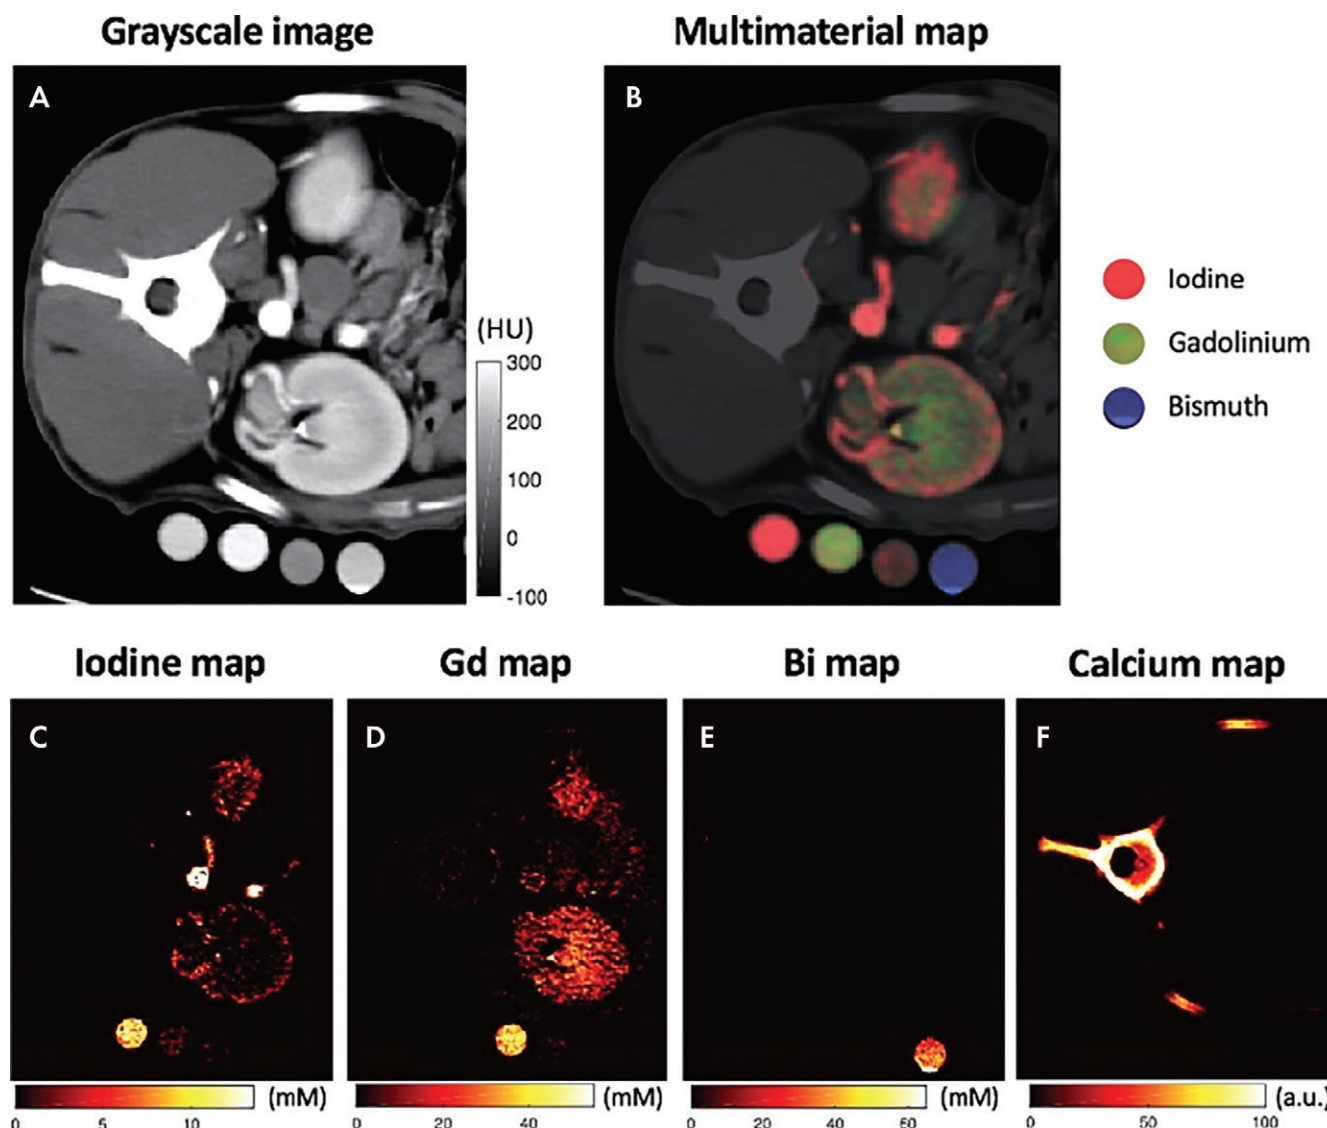 Grayscale image
Multimaterial map
A
B
(HU)
300
200
100
0
-100
Iodine
Gadolinium
Bismuth
Iodine map
Gd map
Bi map
Calcium map
C
D
E
F
0 5 10 (mM)
0 20 40 (mM)
0 20 40 60 (mM)
0 50 100 (a.u.)